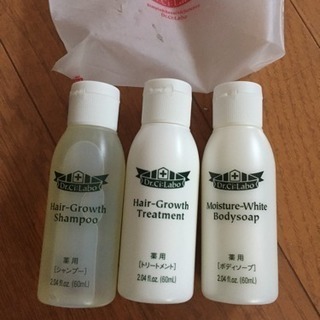 Dr.Ci:Labo
Dr.Ci:Labo
Hair-Growth
Shampoo
薬用
[シャンプー]
2.04 fl.oz. (60mL)
Dr.Ci:Labo
Hair-Growth
Treatment
薬用
[トリートメント]
2.04 fl.oz. (60mL)
Dr.Ci:Labo
Moisture-White
Bodysoap
薬用
[ボディソープ]
2.04 fl.oz. (60mL)